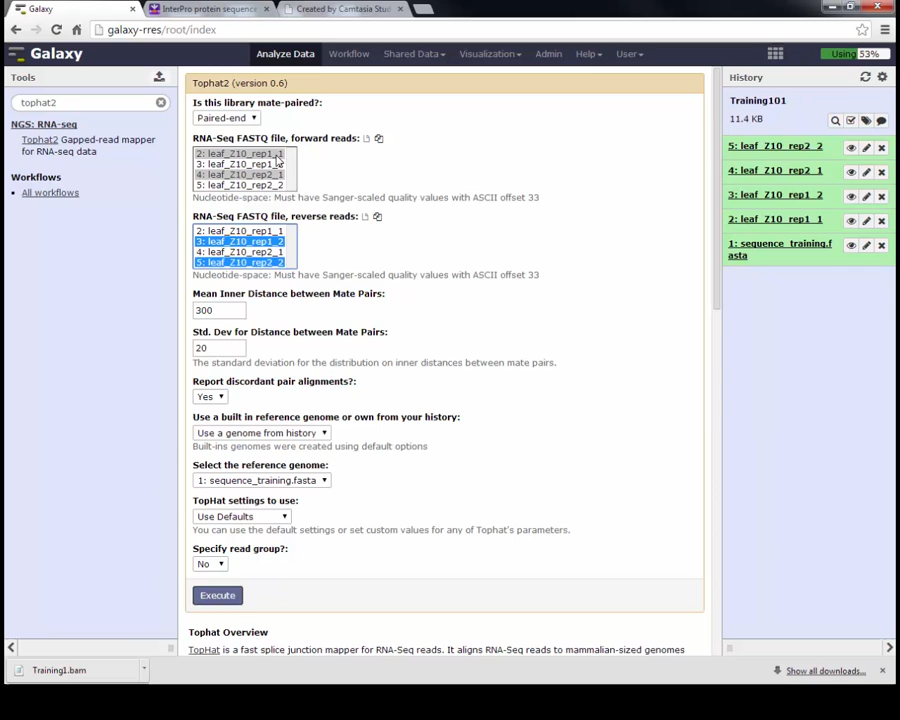 Galaxy
InterPro protein sequence
Created by Camtasia Stud
galaxy-rres/root/index
Galaxy
Analyze Data
Workflow
Shared Data
Visualization
Admin
Help
User
Using 53%
Tools
tophat2
NGS: RNA-seq
Tophat2 Gapped-read mapper
for RNA-seq data
Workflows
All workflows
Tophat2 (version 0.6)
Is this library mate-paired?:
Paired-end
RNA-Seq FASTQ file, forward reads:
2: leaf_Z10_rep1_1
3: leaf_Z10_rep1_2
4: leaf_Z10_rep2_1
5: leaf_Z10_rep2_2
Nucleotide-space: Must have Sanger-scaled quality values with ASCII offset 33
RNA-Seq FASTQ file, reverse reads:
2: leaf_Z10_rep1_1
3: leaf_Z10_rep1_2
4: leaf_Z10_rep2_1
5: leaf_Z10_rep2_2
Nucleotide-space: Must have Sanger-scaled quality values with ASCII offset 33
Mean Inner Distance between Mate Pairs:
300
Std. Dev for Distance between Mate Pairs:
20
The standard deviation for the distribution on inner distances between mate pairs.
Report discordant pair alignments?:
Yes
Use a built in reference genome or own from your history:
Use a genome from history
Built-ins genomes were created using default options
Select the reference genome:
1: sequence_training.fasta
TopHat settings to use:
Use Defaults
You can use the default settings or set custom values for any of Tophat's parameters.
Specify read group?:
No
Execute
Tophat Overview
TopHat is a fast splice junction mapper for RNA-Seq reads. It aligns RNA-Seq reads to mammalian-sized genomes
History
Training101
11.4 KB
5: leaf_Z10_rep2_2
4: leaf_Z10_rep2_1
3: leaf_Z10_rep1_2
2: leaf_Z10_rep1_1
1: sequence_training.f
asta
Training1.bam
Show all downloads...